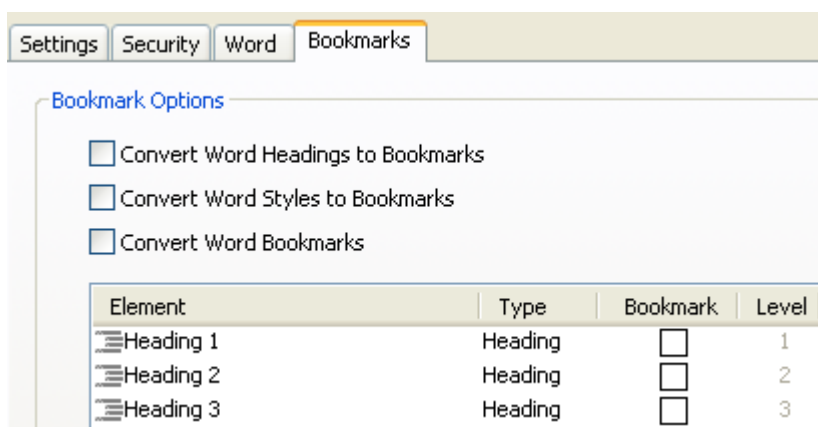 Settings Security Word Bookmarks
Bookmark Options
Convert Word Headings to Bookmarks
Convert Word Styles to Bookmarks
Convert Word Bookmarks
Element Type Bookmark Level
Heading 1 Heading 1
Heading 2 Heading 2
Heading 3 Heading 3